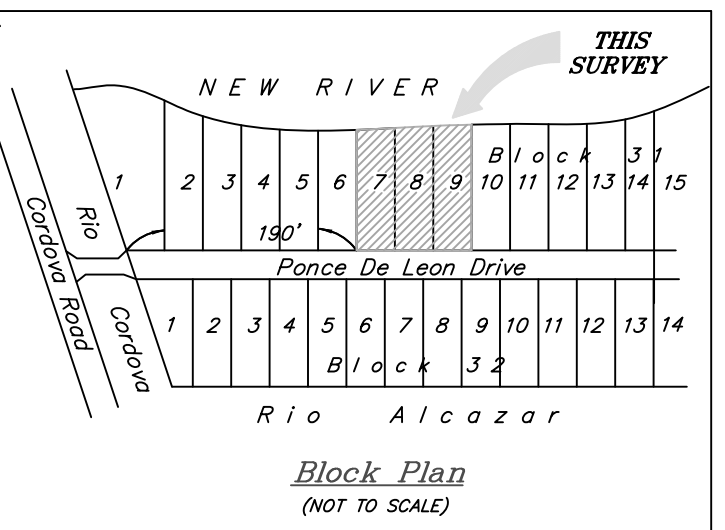 THIS
SURVEY
NEW RIVER
Block 31
1 2 3 4 5 6 7 8 9 10 11 12 13 14 15
Rio
Cordova Road
190'
Ponce De Leon Drive
Cordova
1 2 3 4 5 6 7 8 9 10 11 12 13 14
Block 32
Rio Alcazar
Block Plan
(NOT TO SCALE)